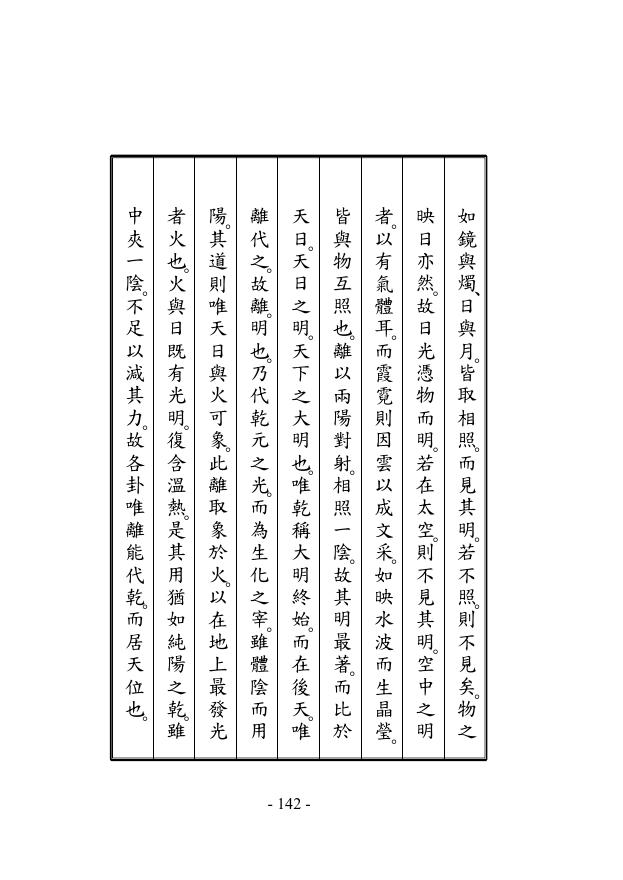 如鏡與燭、日與月。皆取相照。而見其明。若不照。則不見矣。物之
映日亦然。故日光憑物而明。若在太空。則不見其明。空中之明
者。以有氣體耳。而霞霓則因雲以成文采。如映水波而生晶瑩。
皆與物互照也。離以兩陽對射。相照一陰。故其明最著。而比於
天日。天日之明。天下之大明也。唯乾稱大明終始。而在後天。唯
離代之。故離。明也。乃代乾元之光。而為生化之宰。雖體陰而用
陽。其道則唯天日與火可象。此離取象於火。以在地上最發光
者火也。火與日既有光明。復含溫熱。是其用猶如純陽之乾。雖
中夾一陰。不足以減其力。故各卦唯離能代乾。而居天位也。
- 142 -